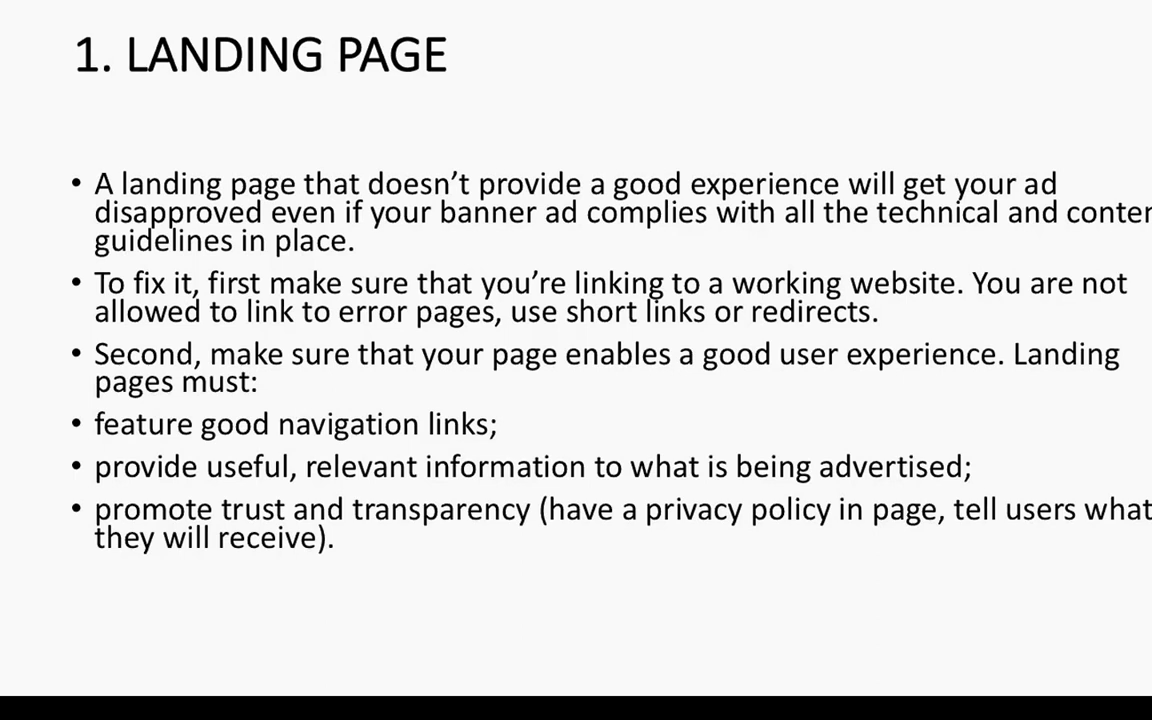 1. LANDING PAGE
• A landing page that doesn’t provide a good experience will get your ad
disapproved even if your banner ad complies with all the technical and
guidelines in place.
• To fix it, first make sure that you’re linking to a working website. You are not
allowed to link to error pages, use short links or redirects.
• Second, make sure that your page enables a good user experience. Landing
pages must:
• feature good navigation links;
• provide useful, relevant information to what is being advertised;
• promote trust and transparency (have a privacy policy in page, tell users what
they will receive).